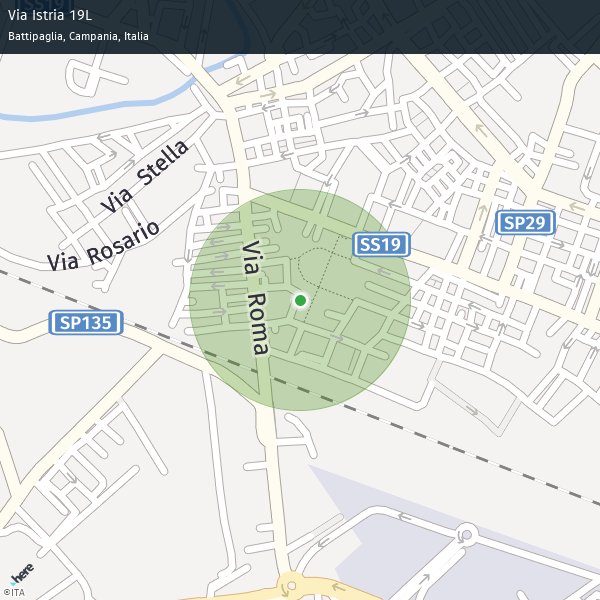 Via Istria 19L
Battipaglia, Campania, Italia
Via Stella
SS19
SP29
Via Rosario
Via Roma
SP135
here
©ITA